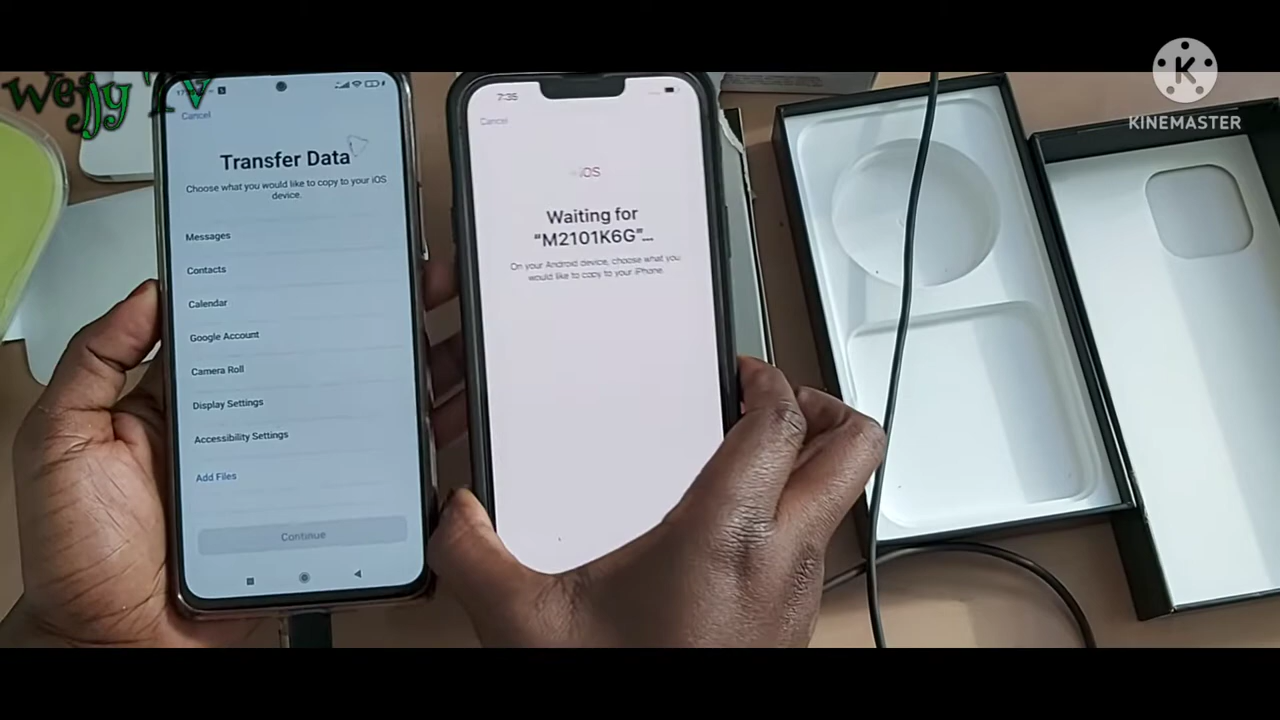 Wejjy Tv
KINEMASTER
Cancel
Transfer Data
Choose what you would like to copy to your iOS
device.
Messages
Contacts
Calendar
Google Account
Camera Roll
Display Settings
Accessibility Settings
Add Files
Continue
7:35
Cancel
iOS
Waiting for
“M2101K6G”...
On your Android device, choose what you
would like to copy to your iPhone.